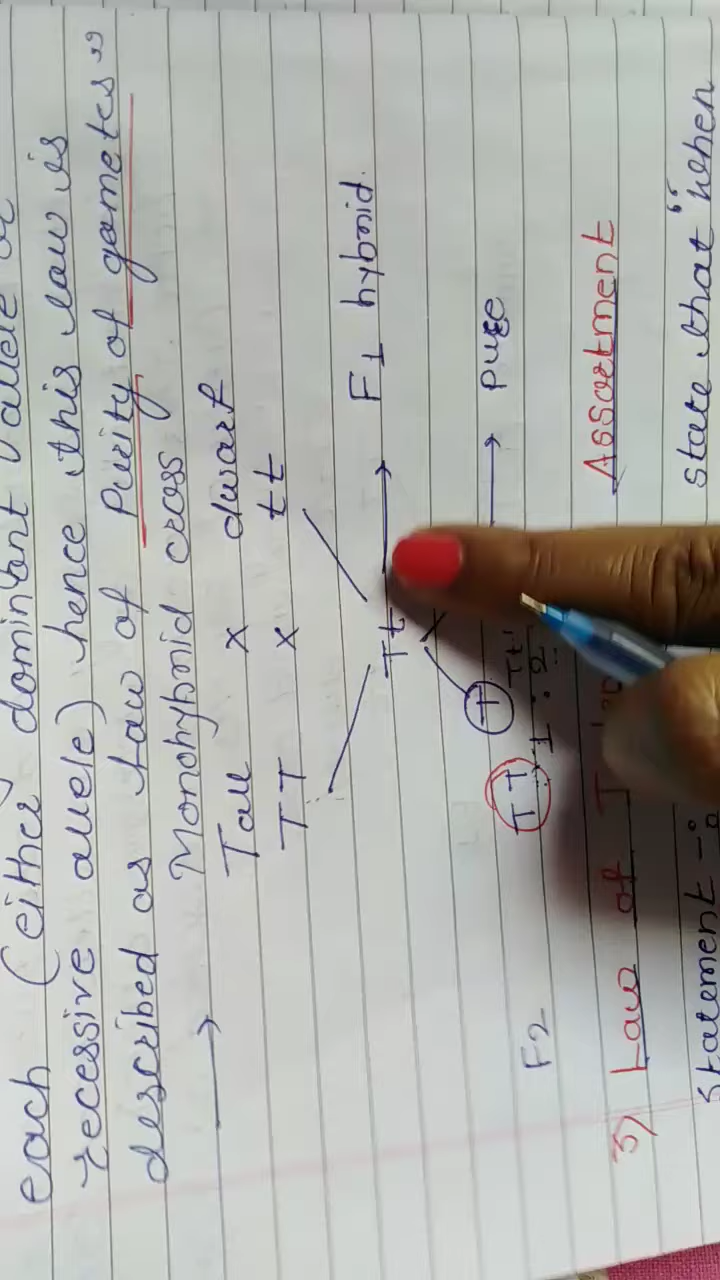 each (either dominant allele or
recessive allele) hence this law is
described as Law of Purity of gametes"
→ Monohybrid cross
Tall x dwarf
TT x tt
Tt → F1 hybrid.
T → pure
F2 TT Tt
1 : 2
3) Law of Assortment
Statement -: state that "when